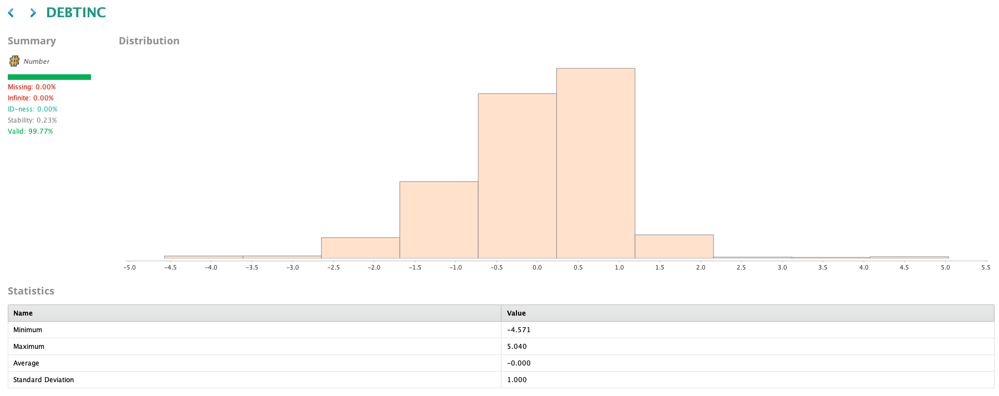 DEBTINC
Summary
Distribution
# Number
Missing: 0.00%
Infinite: 0.00%
ID-ness: 0.00%
Stability: 0.23%
Valid: 99.77%
-5.0 -4.5 -4.0 -3.5 -3.0 -2.5 -2.0 -1.5 -1.0 -0.5 0.0 0.5 1.0 1.5 2.0 2.5 3.0 3.5 4.0 4.5 5.0 5.5
Statistics
Name Value
Minimum -4.571
Maximum 5.040
Average -0.000
Standard Deviation 1.000